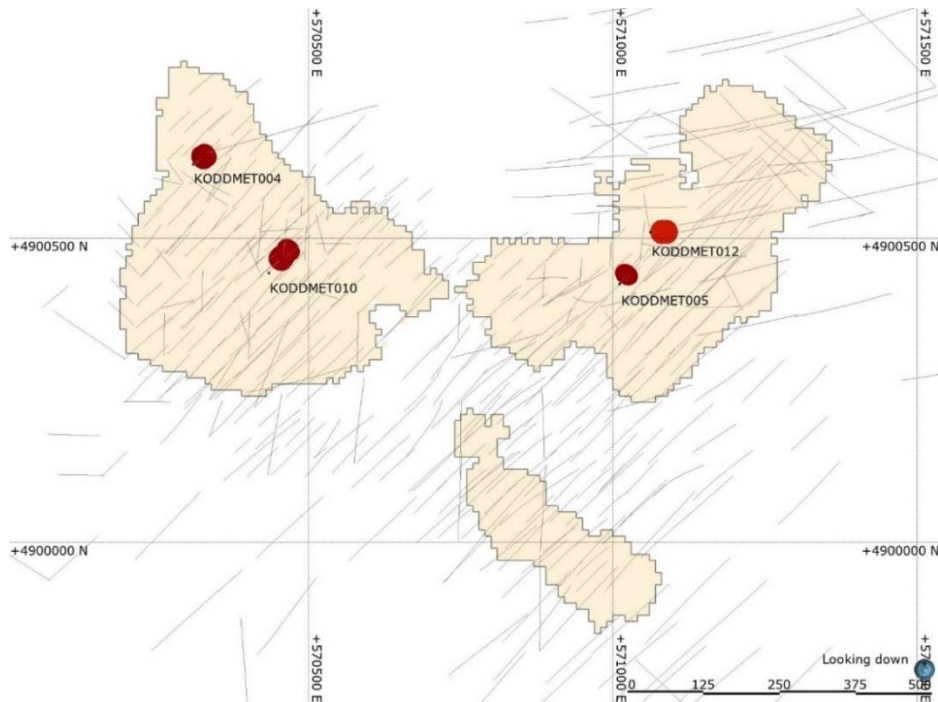 +570500 E
+571000 E
+571500 E
KODDMET004
+4900500 N
+4900500 N
KODDMET012
KODDMET010
KODDMET005
+4900000 N
+4900000 N
+570500 E
+571000 E
Looking down
0 125 250 375 500